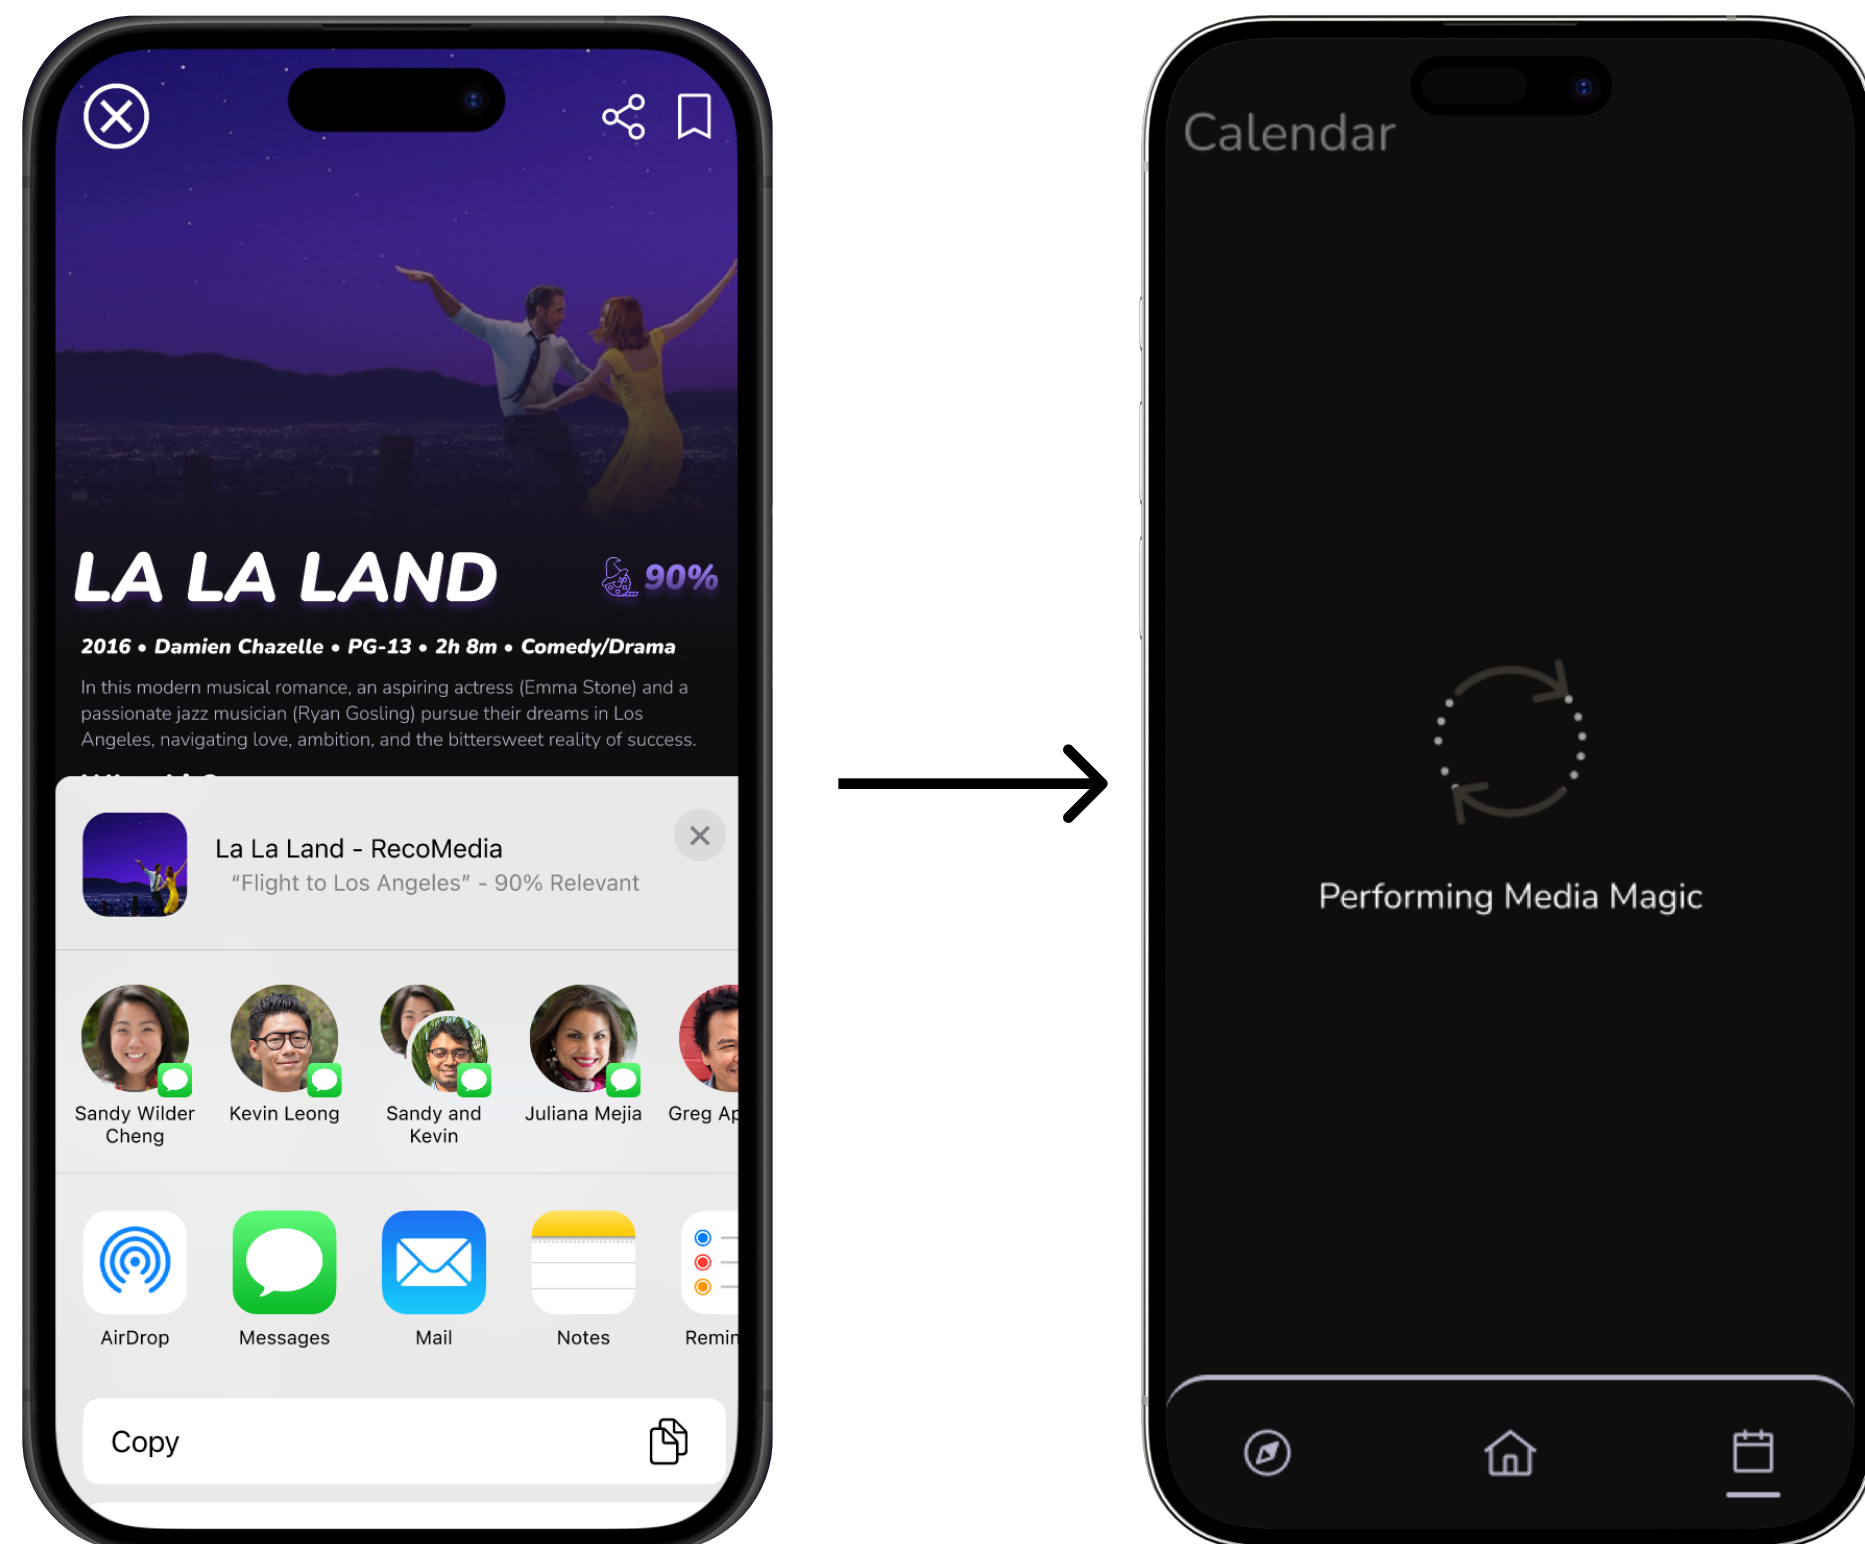 LA LA LAND
90%
2016 • Damien Chazelle • PG-13 • 2h 8m • Comedy/Drama
In this modern musical romance, an aspiring actress (Emma Stone) and a
passionate jazz musician (Ryan Gosling) pursue their dreams in Los
Angeles, navigating love, ambition, and the bittersweet reality of success.
La La Land - RecoMedia
“Flight to Los Angeles” - 90% Relevant
Sandy Wilder
Cheng
Kevin Leong
Sandy and
Kevin
Juliana Mejia
Greg Ap
AirDrop
Messages
Mail
Notes
Remin
Copy
Calendar
Performing Media Magic